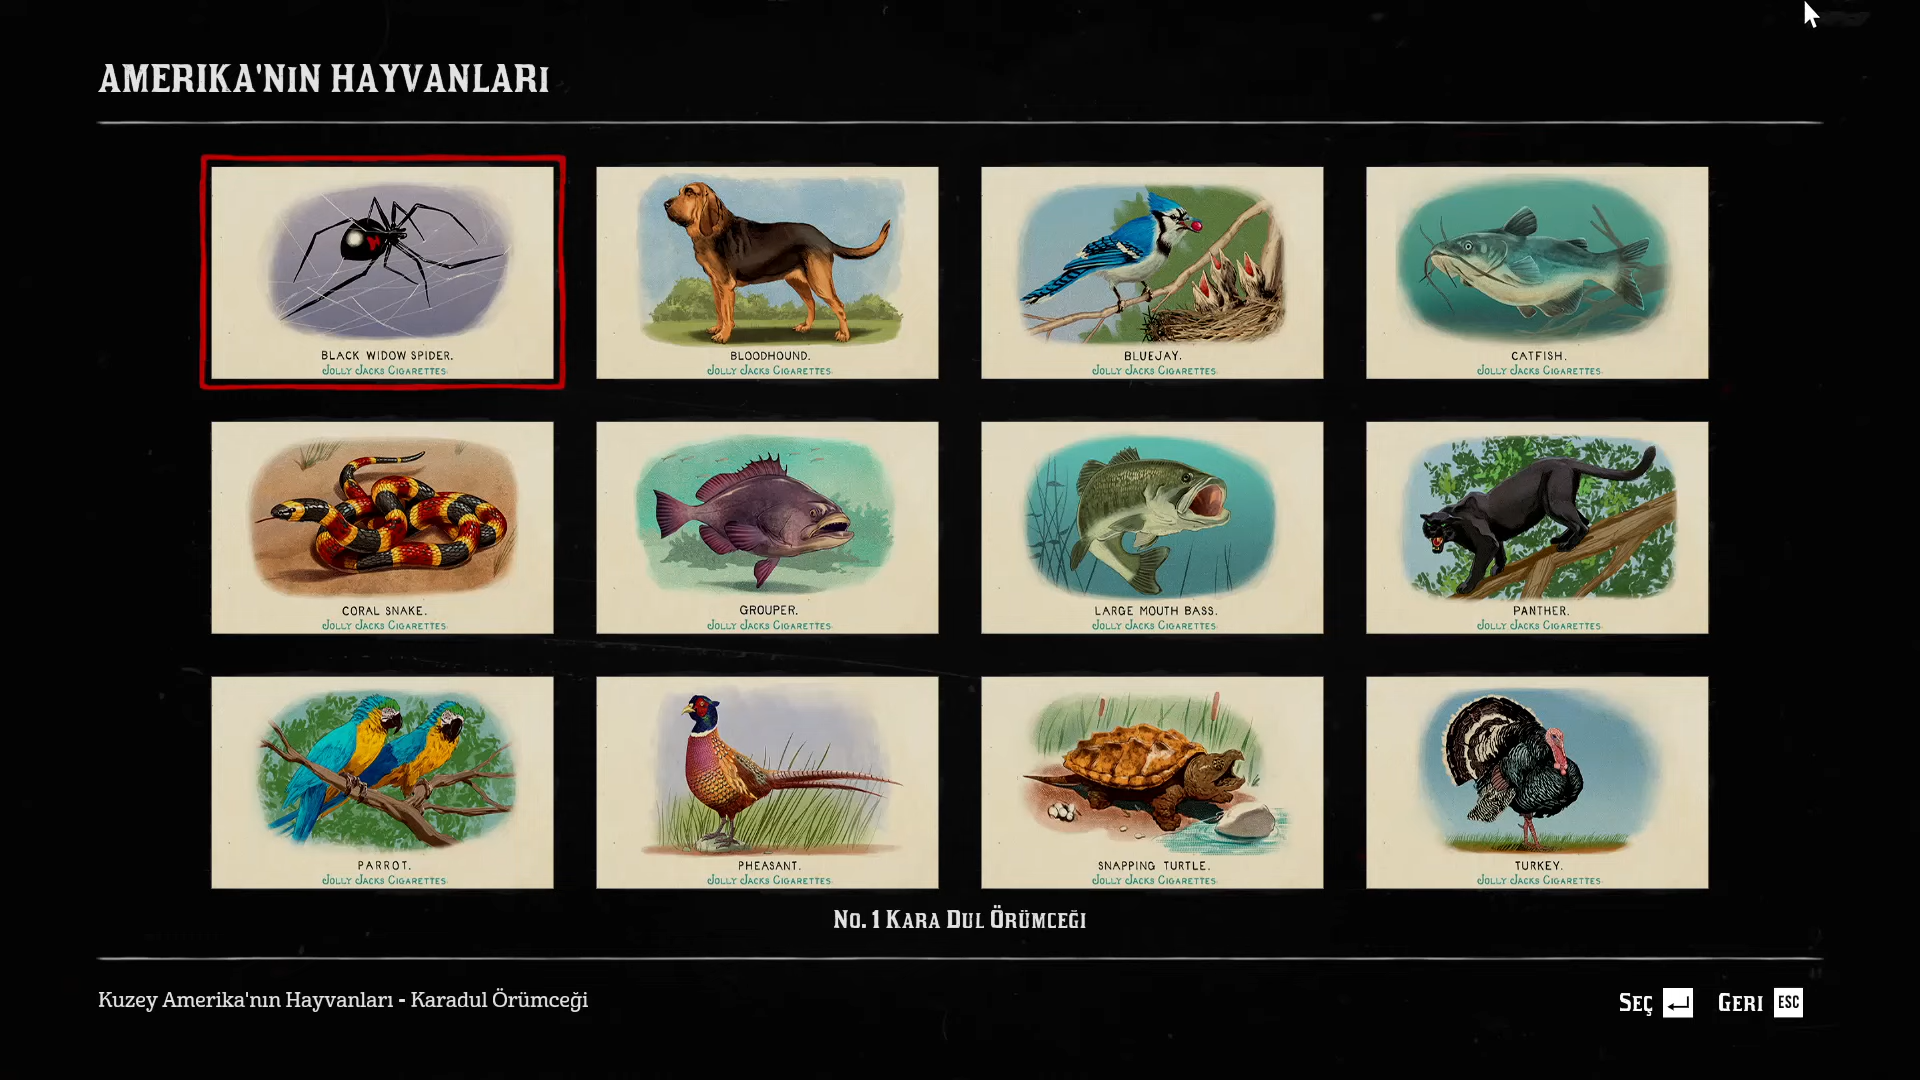 AMERIKA'NIN HAYVANLARI
BLACK WIDOW SPIDER.
JOLLY JACKS CIGARETTES.
BLOODHOUND.
JOLLY JACKS CIGARETTES.
BLUEJAY.
JOLLY JACKS CIGARETTES.
CATFISH.
JOLLY JACKS CIGARETTES.
CORAL SNAKE.
JOLLY JACKS CIGARETTES.
GROUPER.
JOLLY JACKS CIGARETTES.
LARGE MOUTH BASS.
JOLLY JACKS CIGARETTES.
PANTHER.
JOLLY JACKS CIGARETTES.
PARROT.
JOLLY JACKS CIGARETTES.
PHEASANT.
JOLLY JACKS CIGARETTES.
SNAPPING TURTLE.
JOLLY JACKS CIGARETTES.
TURKEY.
JOLLY JACKS CIGARETTES.
No. 1 Kara Dul Örümceği
Kuzey Amerika'nın Hayvanları - Karadul Örümceği
Seç
Geri ESC